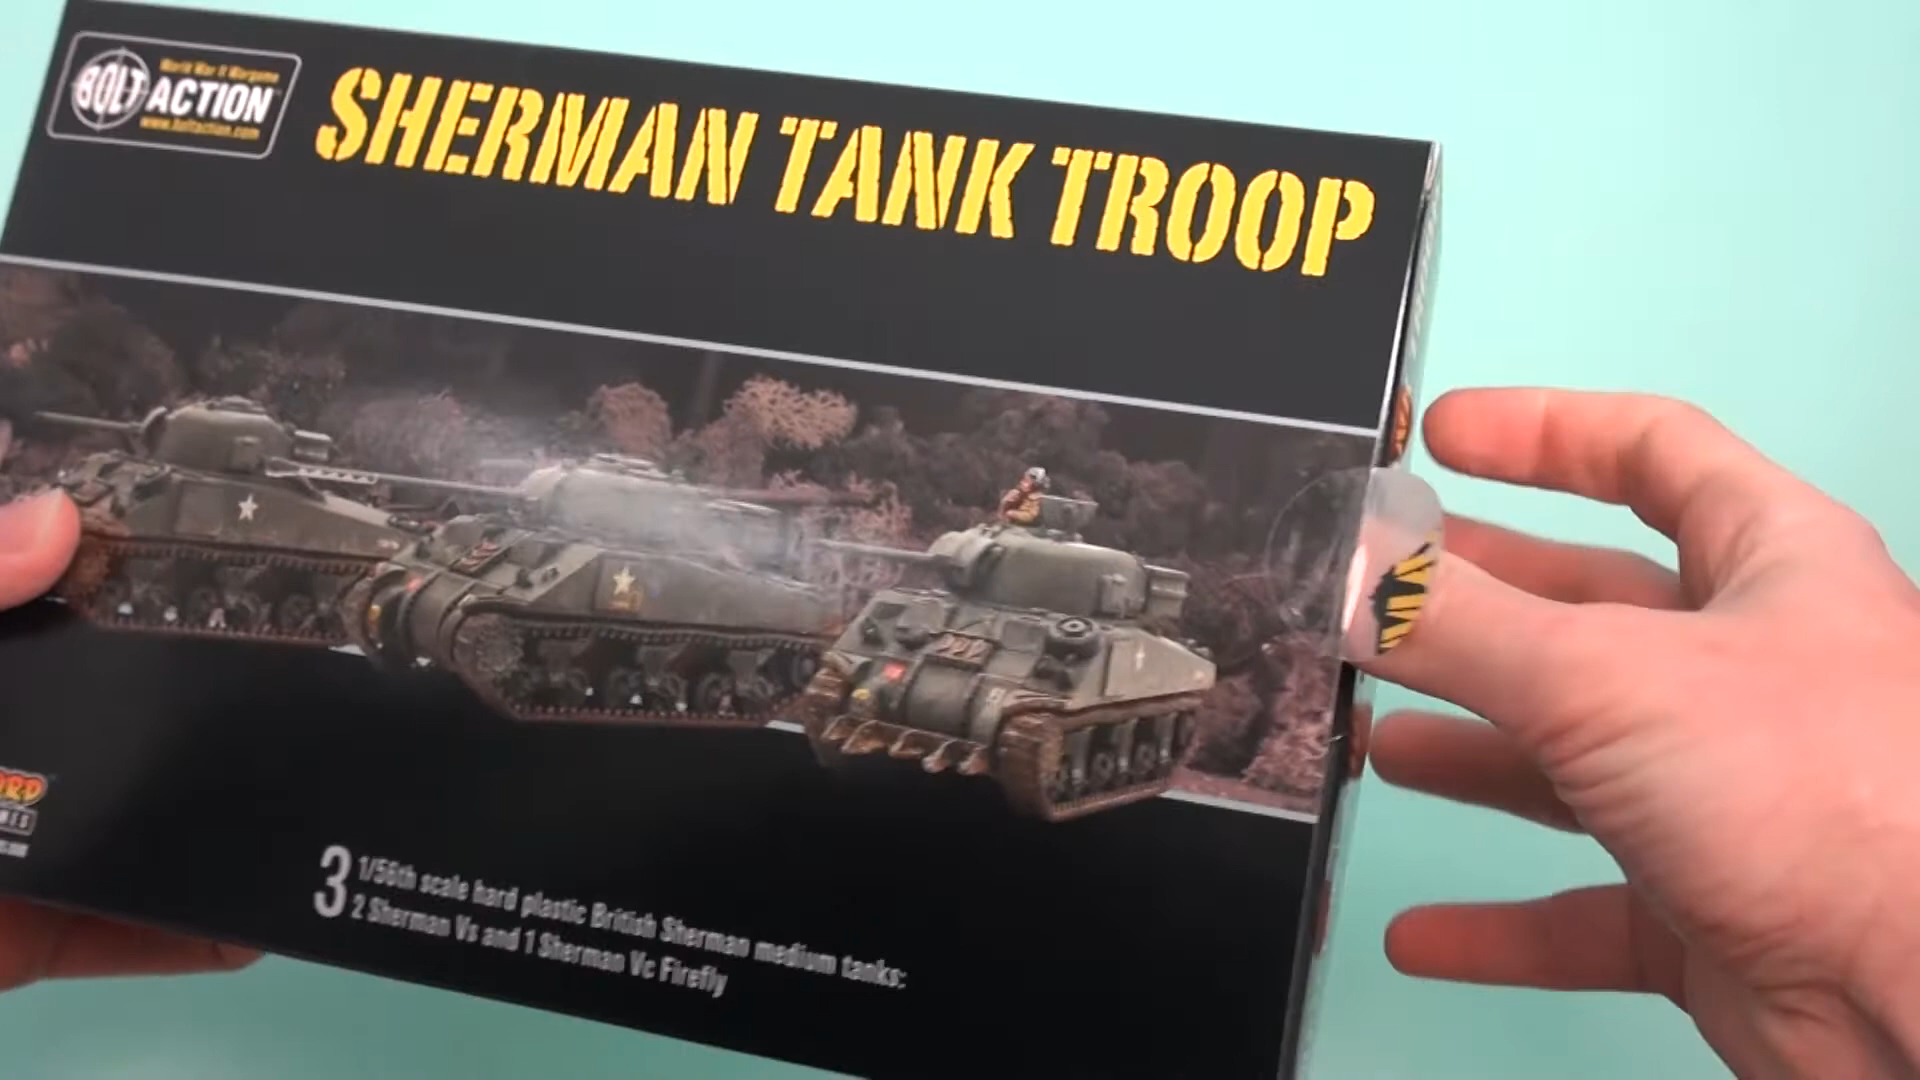 World War II Wargame
BOLT ACTION
www.boltaction.com
SHERMAN TANK TROOP
3 1/56th scale hard plastic British Sherman medium tanks:
2 Sherman Vs and 1 Sherman Vc Firefly